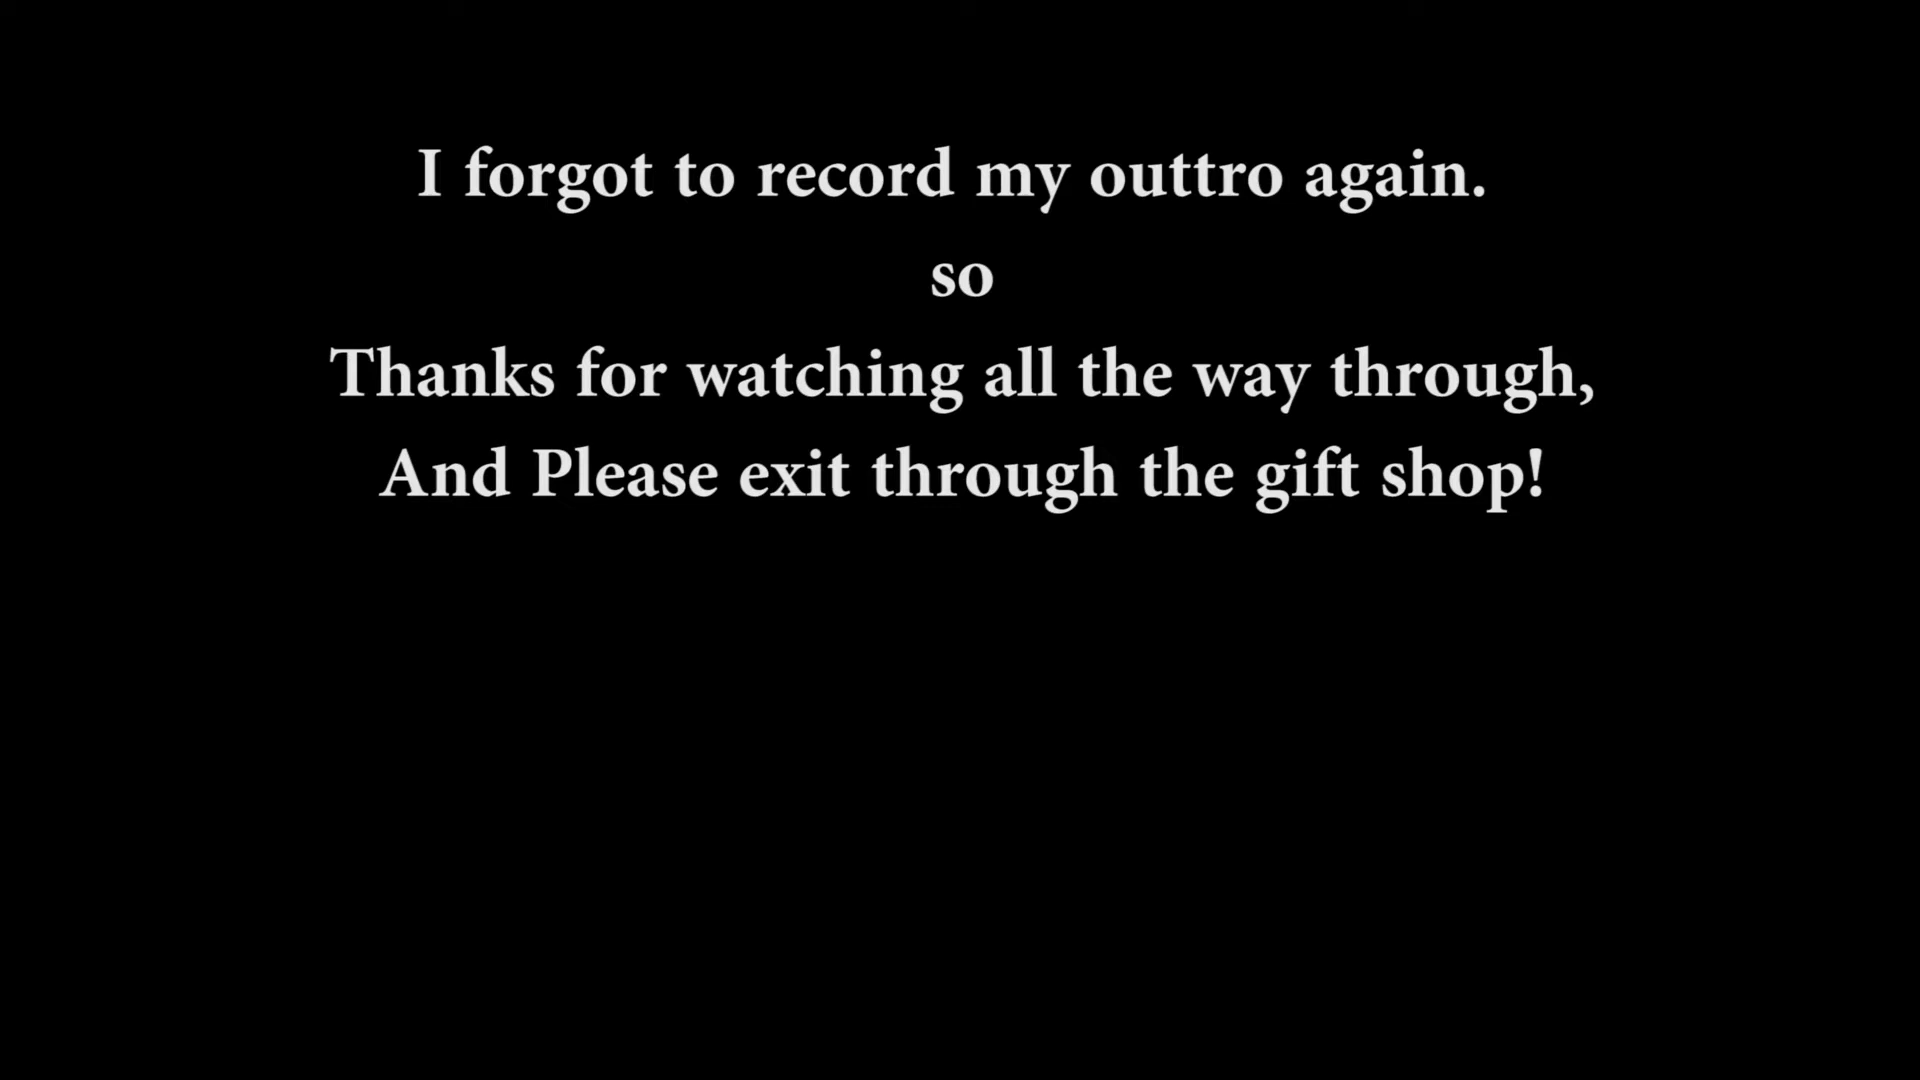 I forgot to record my outtro again.
so
Thanks for watching all the way through,
And Please exit through the gift shop!